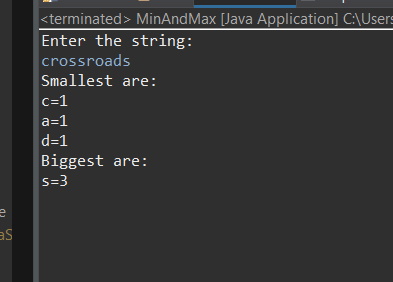 <terminated> MinAndMax [Java Application] C:\Users
Enter the string:
crossroads
Smallest are:
c=1
a=1
d=1
Biggest are:
s=3
e
aS